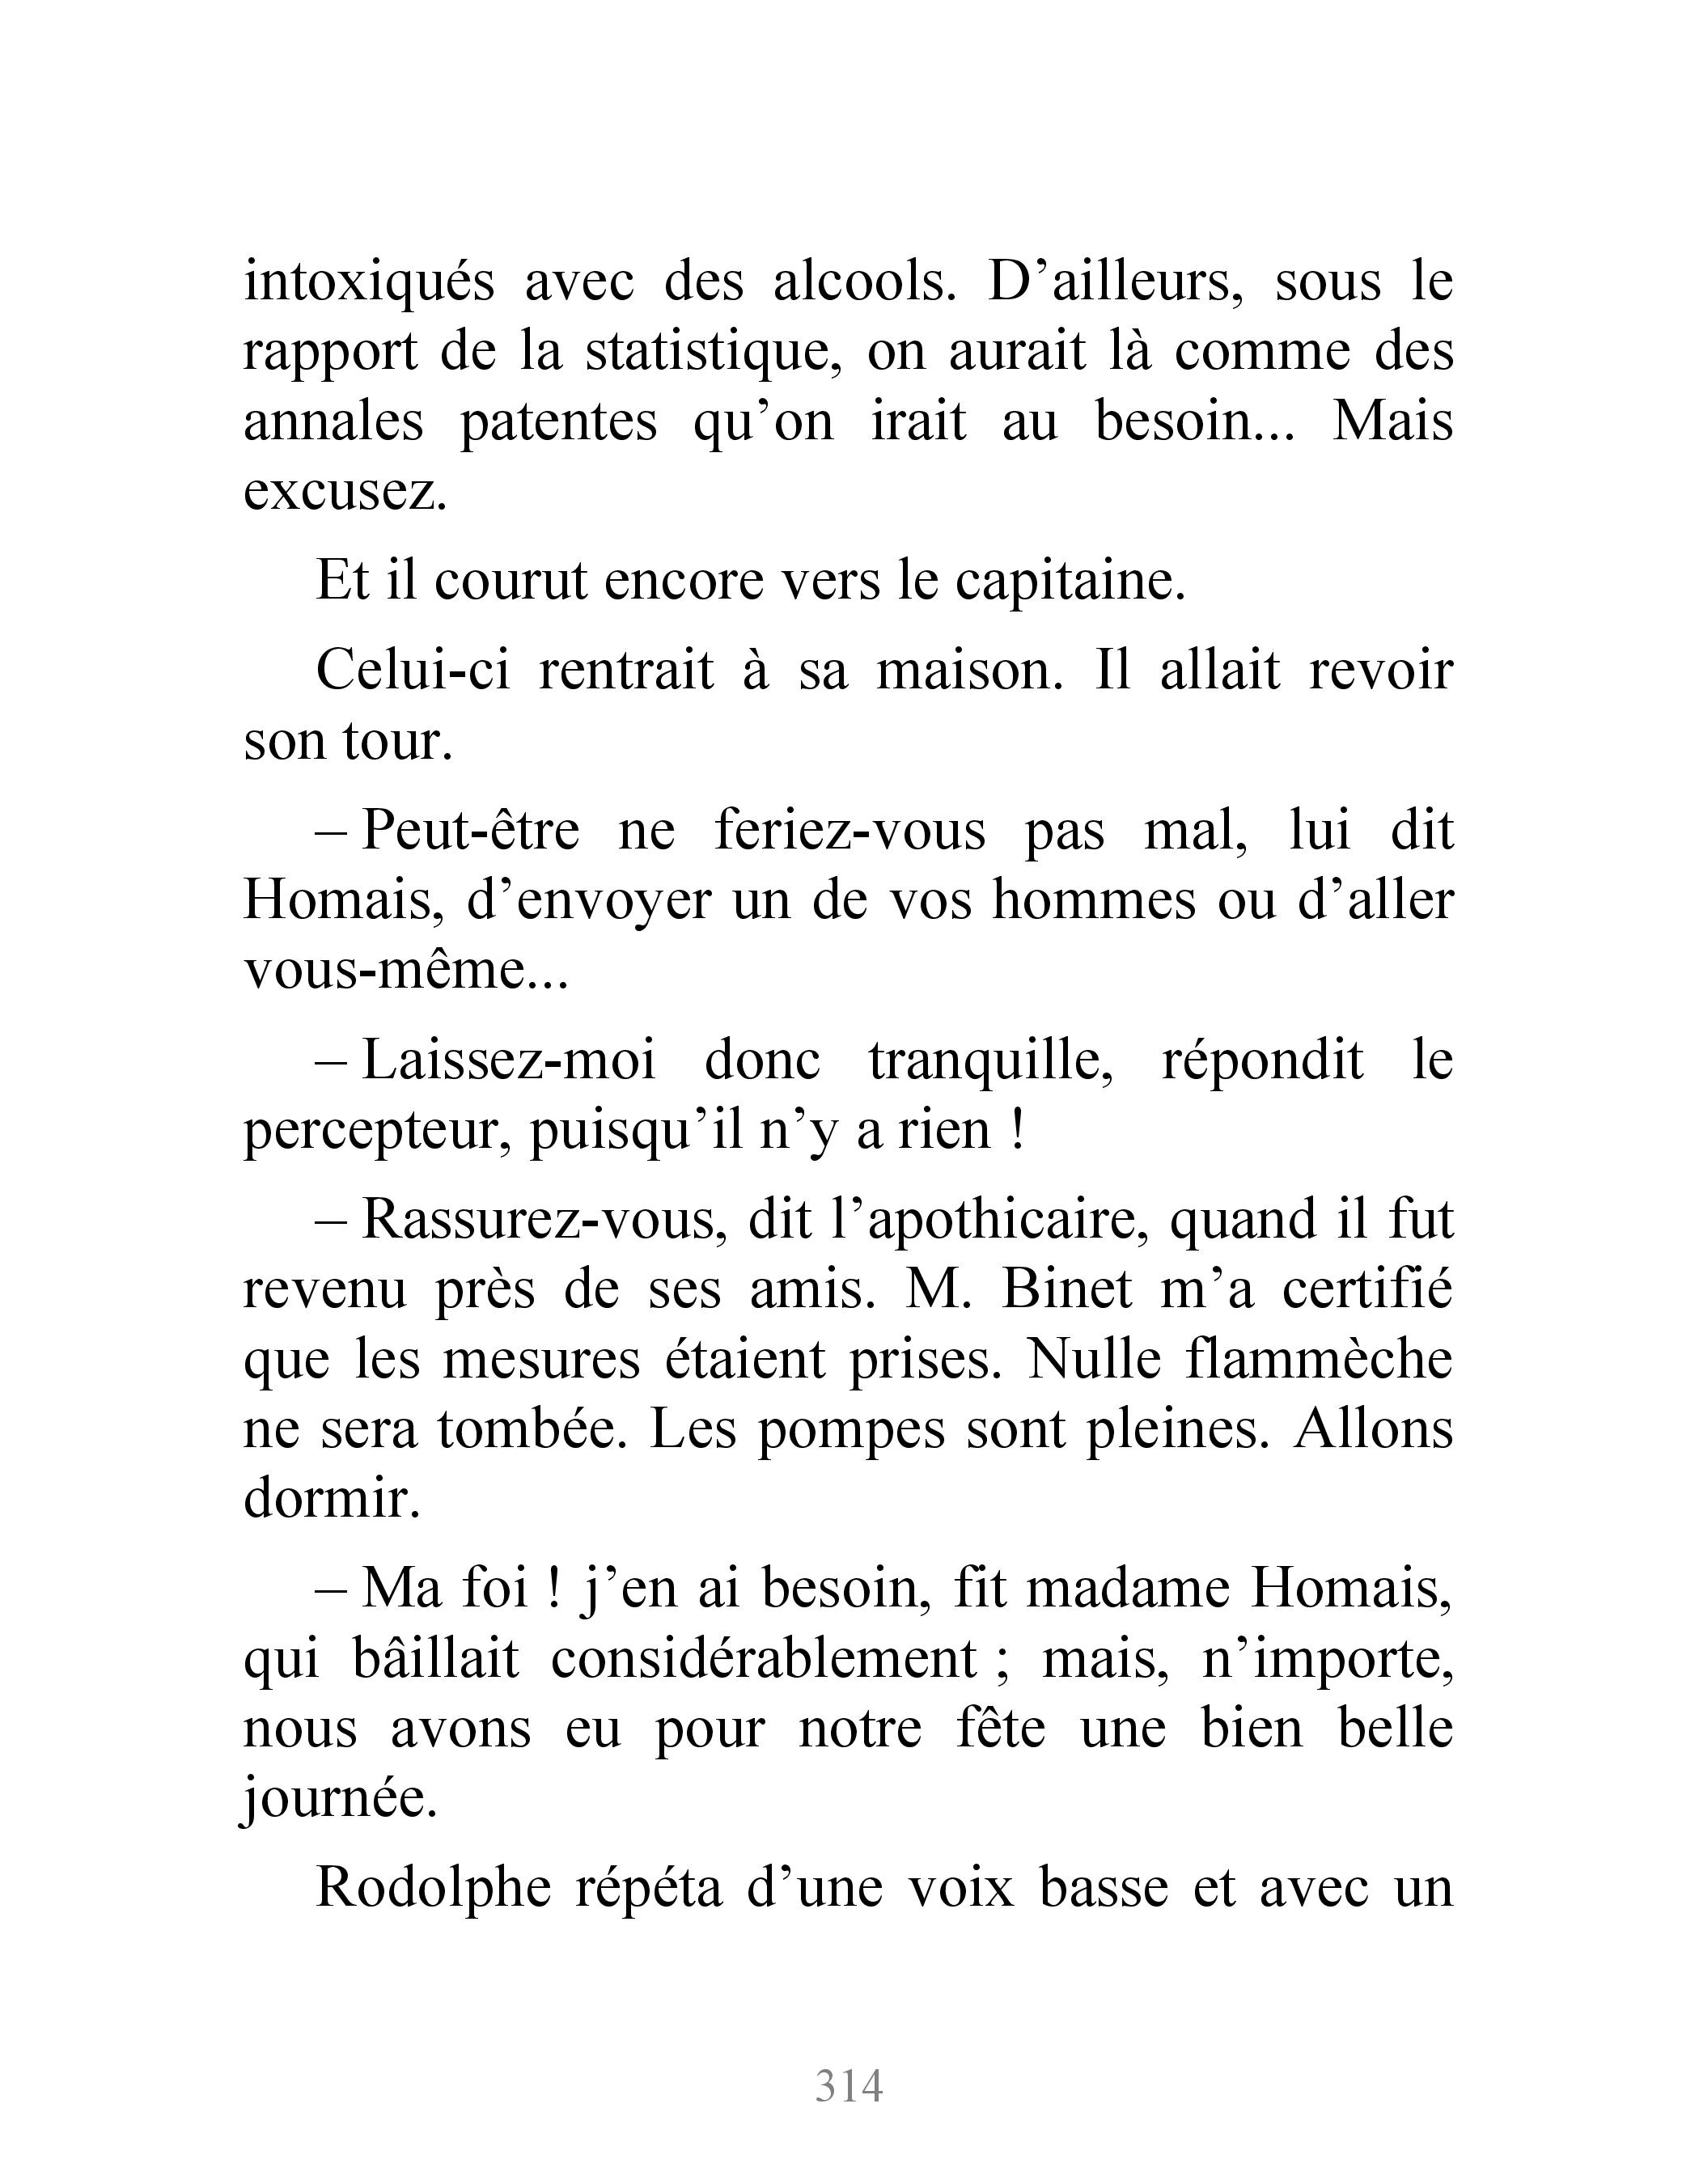 intoxiqués avec des alcools. D’ailleurs, sous le
rapport de la statistique, on aurait là comme des
annales patentes qu’on irait au besoin... Mais
excusez.
Et il courut encore vers le capitaine.
Celui-ci rentrait à sa maison. Il allait revoir
son tour.
– Peut-être ne feriez-vous pas mal, lui dit
Homais, d’envoyer un de vos hommes ou d’aller
vous-même...
– Laissez-moi donc tranquille, répondit le
percepteur, puisqu’il n’y a rien !
– Rassurez-vous, dit l’apothicaire, quand il fut
revenu près de ses amis. M. Binet m’a certifié
que les mesures étaient prises. Nulle flammèche
ne sera tombée. Les pompes sont pleines. Allons
dormir.
– Ma foi ! j’en ai besoin, fit madame Homais,
qui bâillait considérablement ; mais, n’importe,
nous avons eu pour notre fête une bien belle
journée.
Rodolphe répéta d’une voix basse et avec un
314